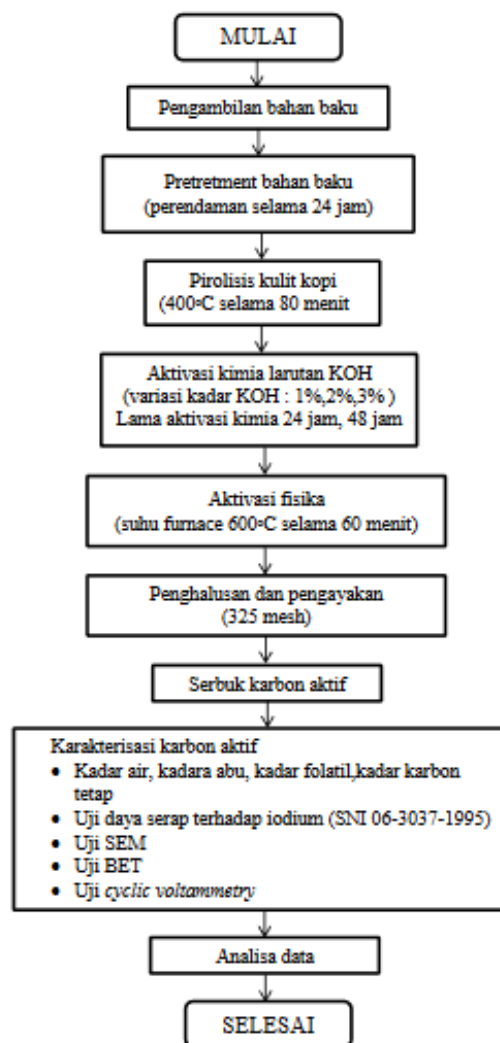 MULAI
Pengambilan bahan baku
Pretretment bahan baku
(perendaman selama 24 jam)
Pirolisis kulit kopi
(400°C selama 80 menit
Aktivasi kimia larutan KOH
(variasi kadar KOH : 1%,2%,3% )
Lama aktivasi kimia 24 jam, 48 jam
Aktivasi fisika
(suhu furnace 600°C selama 60 menit)
Penghalusan dan pengayakan
(325 mesh)
Serbuk karbon aktif
Karakterisasi karbon aktif
• Kadar air, kadara abu, kadar folatil,kadar karbon
tetap
• Uji daya serap terhadap iodium (SNI 06-3037-1995)
• Uji SEM
• Uji BET
• Uji cyclic voltammetry
Analisa data
SELESAI